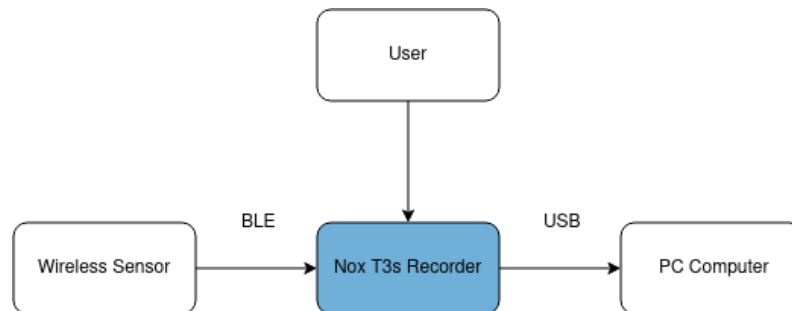 User
BLE
USB
Wireless Sensor
Nox T3s Recorder
PC Computer